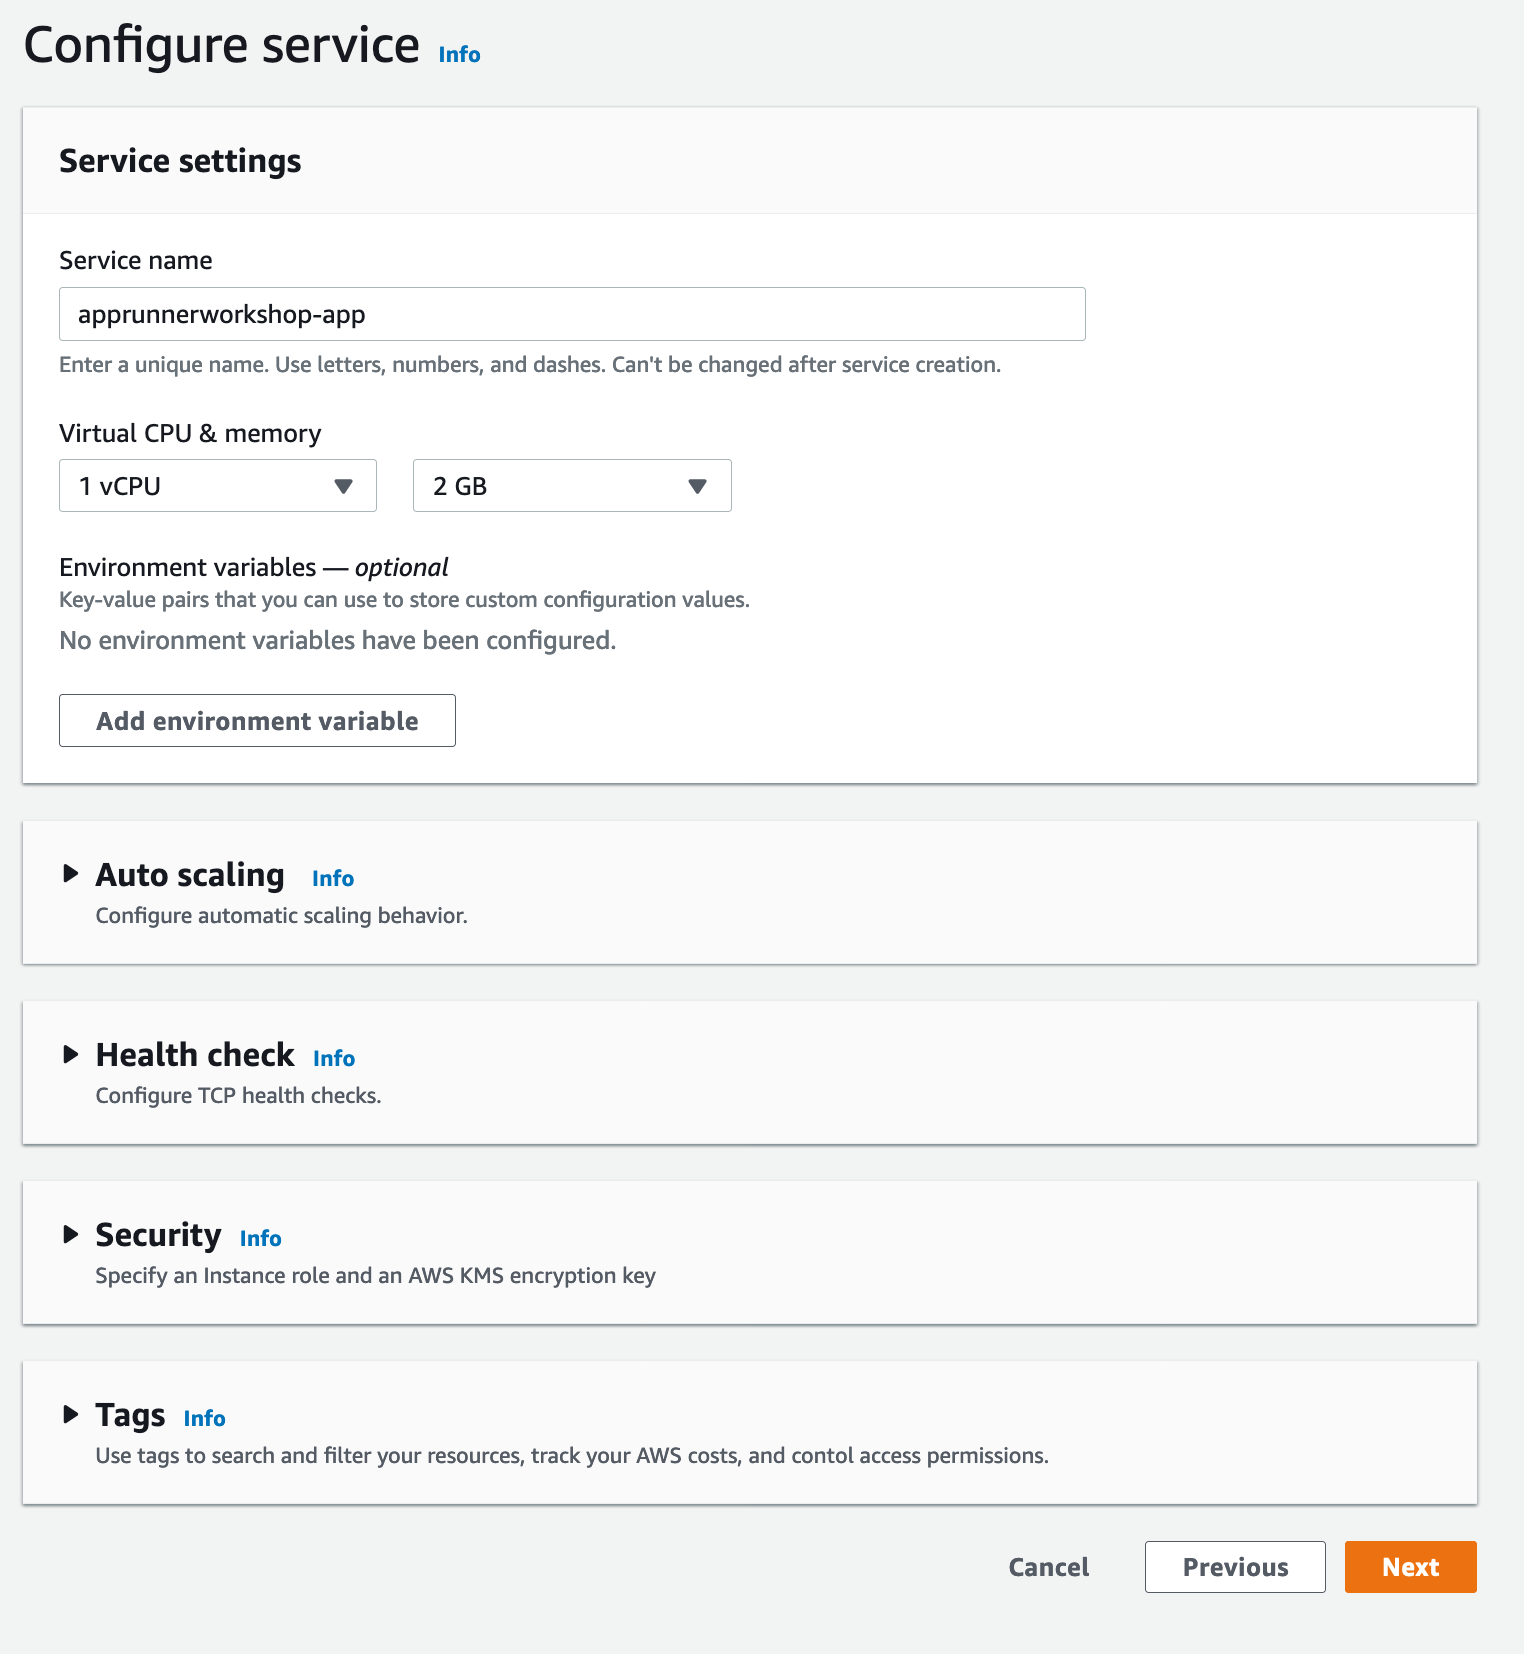 Configure service Info
Service settings
Service name
apprunnerworkshop-app
Enter a unique name. Use letters, numbers, and dashes. Can't be changed after service creation.
Virtual CPU & memory
1 vCPU 2 GB
Environment variables — optional
Key-value pairs that you can use to store custom configuration values.
No environment variables have been configured.
Add environment variable
Auto scaling Info
Configure automatic scaling behavior.
Health check Info
Configure TCP health checks.
Security Info
Specify an Instance role and an AWS KMS encryption key
Tags Info
Use tags to search and filter your resources, track your AWS costs, and contol access permissions.
Cancel Previous Next